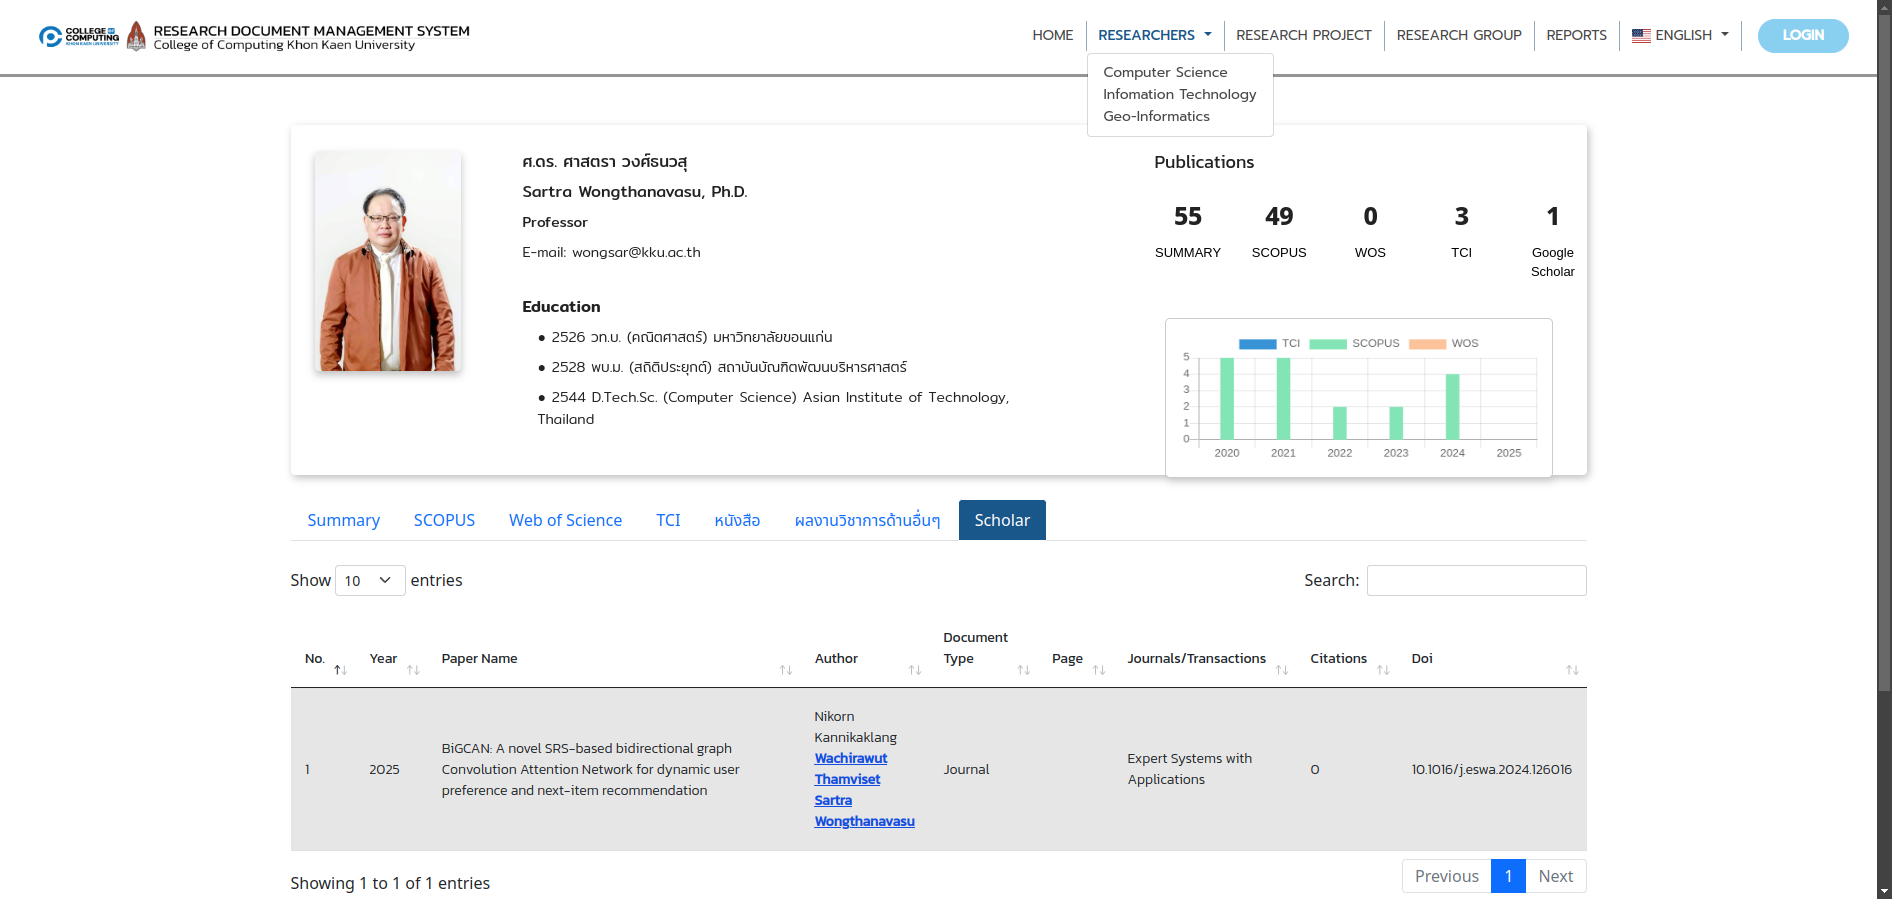 COLLEGE OF
COMPUTING
KHON KAEN UNIVERSITY
RESEARCH DOCUMENT MANAGEMENT SYSTEM
College of Computing Khon Kaen University
HOME
RESEARCHERS
RESEARCH PROJECT
RESEARCH GROUP
REPORTS
ENGLISH
LOGIN
Computer Science
Infomation Technology
Geo-Informatics
ศ.ดร. ศาสตรา วงศ์ธนวสุ
Sartra Wongthanavasu, Ph.D.
Professor
E-mail: wongsar@kku.ac.th
Education
● 2526 วท.บ. (คณิตศาสตร์) มหาวิทยาลัยขอนแก่น
● 2528 พบ.ม. (สถิติประยุกต์) สถาบันบัณฑิตพัฒนบริหารศาสตร์
● 2544 D.Tech.Sc. (Computer Science) Asian Institute of Technology,
Thailand
Publications
55 49 0 3 1
SUMMARY SCOPUS WOS TCI Google
Scholar
TCI SCOPUS WOS
5
4
3
2
1
0
2020 2021 2022 2023 2024 2025
Summary SCOPUS Web of Science TCI หนังสือ ผลงานวิชาการด้านอื่นๆ Scholar
Show 10 entries
Search:
No. Year Paper Name Author Document Type Page Journals/Transactions Citations Doi
1
2025
BiGCAN: A novel SRS-based bidirectional graph
Convolution Attention Network for dynamic user
preference and next-item recommendation
Nikorn
Kannikaklang
Wachirawut
Thamviset
Sartra
Wongthanavasu
Journal
Expert Systems with
Applications
0
10.1016/j.eswa.2024.126016
Showing 1 to 1 of 1 entries
Previous 1 Next